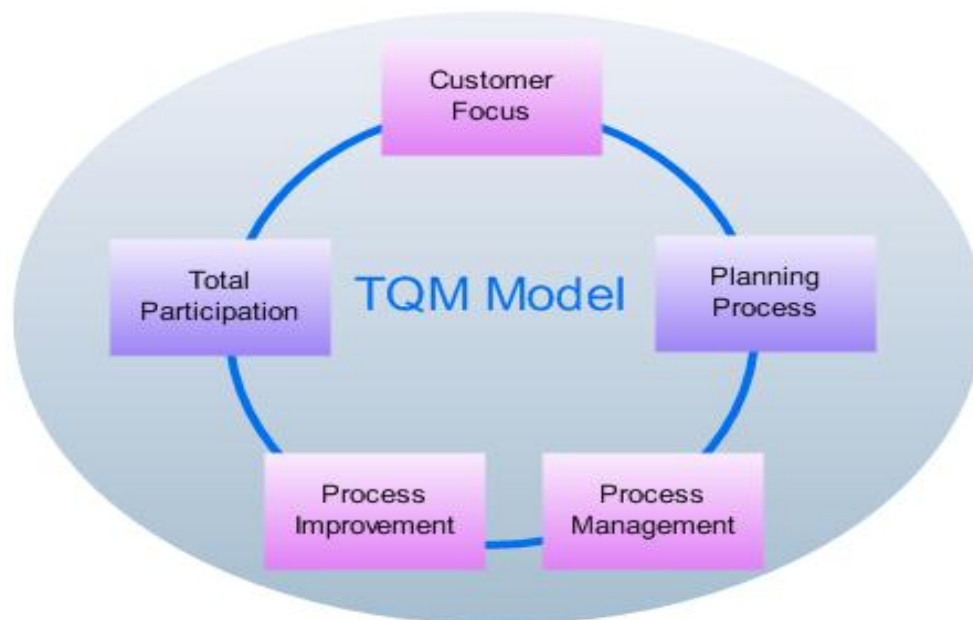 Customer
Focus
Total
Participation
TQM Model
Planning
Process
Process
Improvement
Process
Management